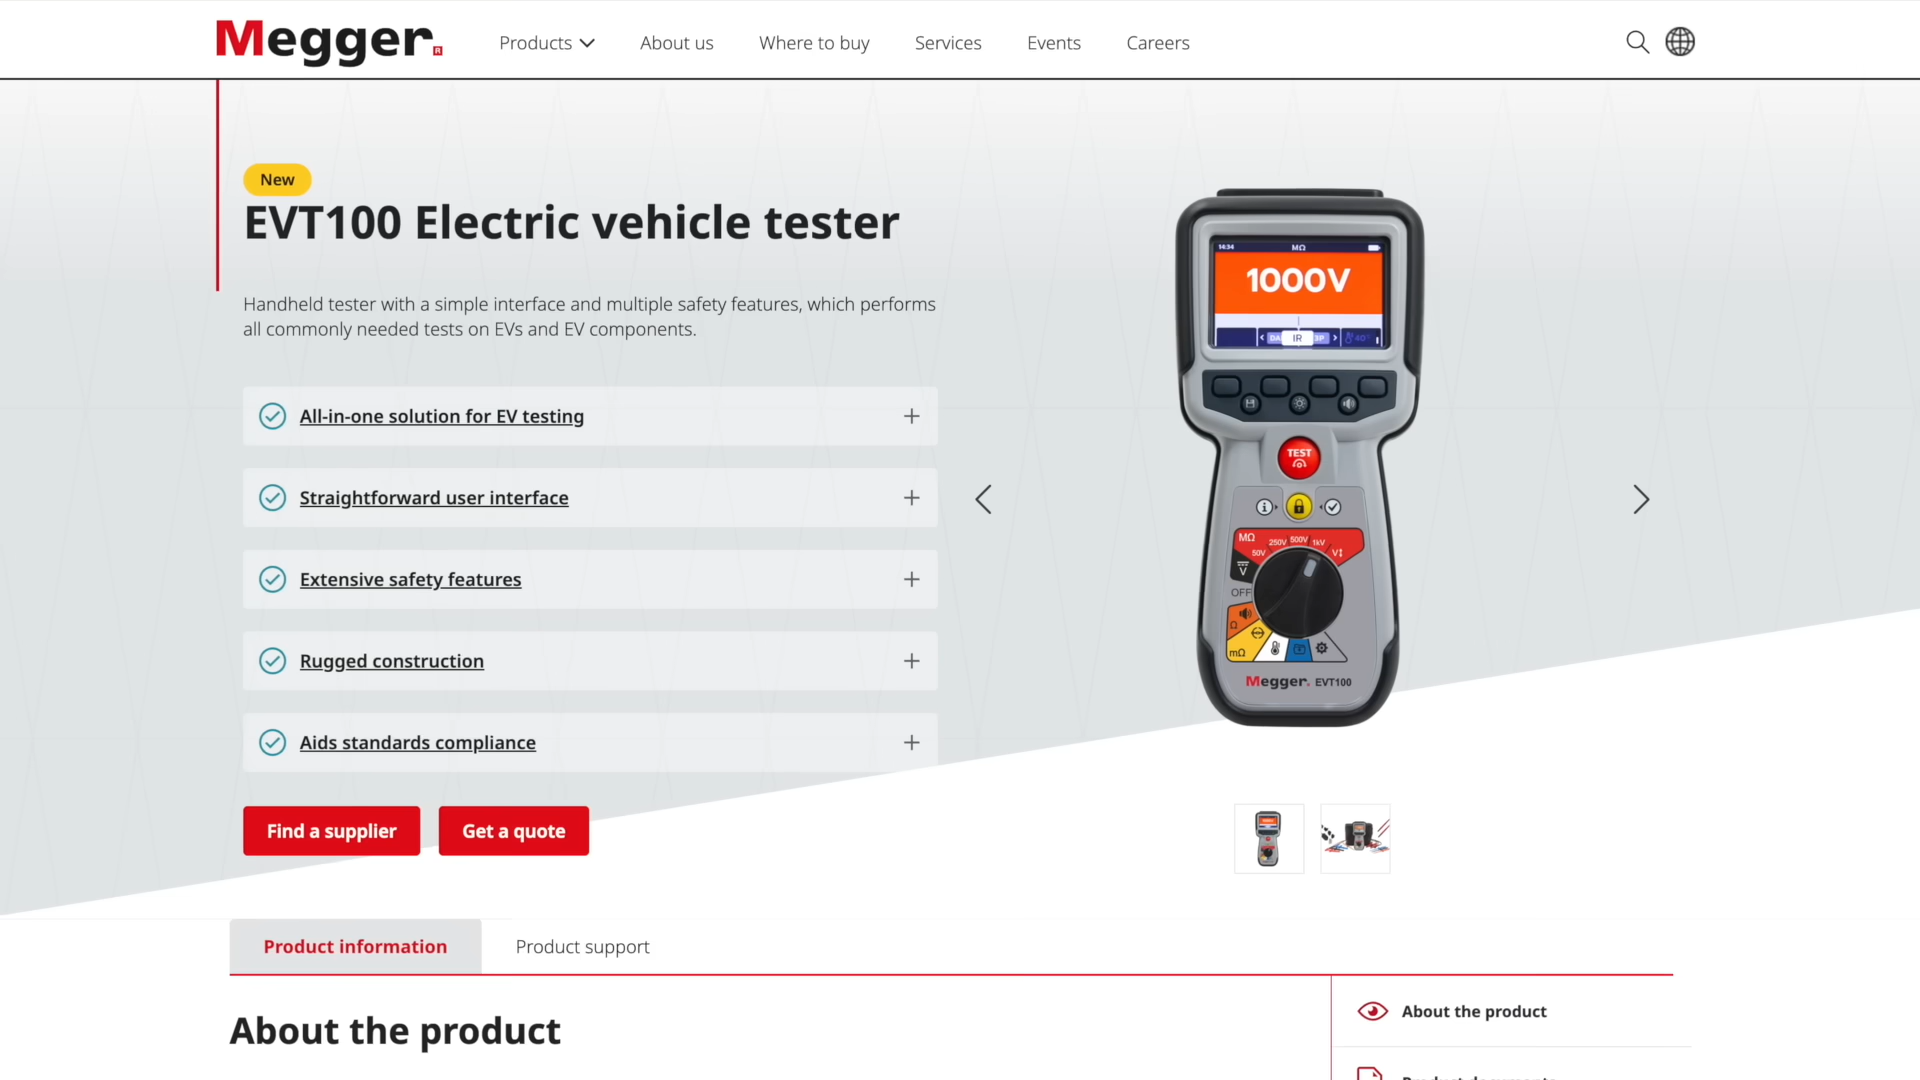 Megger.
Products
About us
Where to buy
Services
Events
Careers
New
EVT100 Electric vehicle tester
Handheld tester with a simple interface and multiple safety features, which performs
all commonly needed tests on EVs and EV components.
All-in-one solution for EV testing
Straightforward user interface
Extensive safety features
Rugged construction
Aids standards compliance
Find a supplier
Get a quote
14:34
MΩ
1000V
IR
40°
TEST
MΩ
50V
250V
500V
1kV
V
V
OFF
Ω
mΩ
Megger. EVT100
Product information
Product support
About the product
About the product